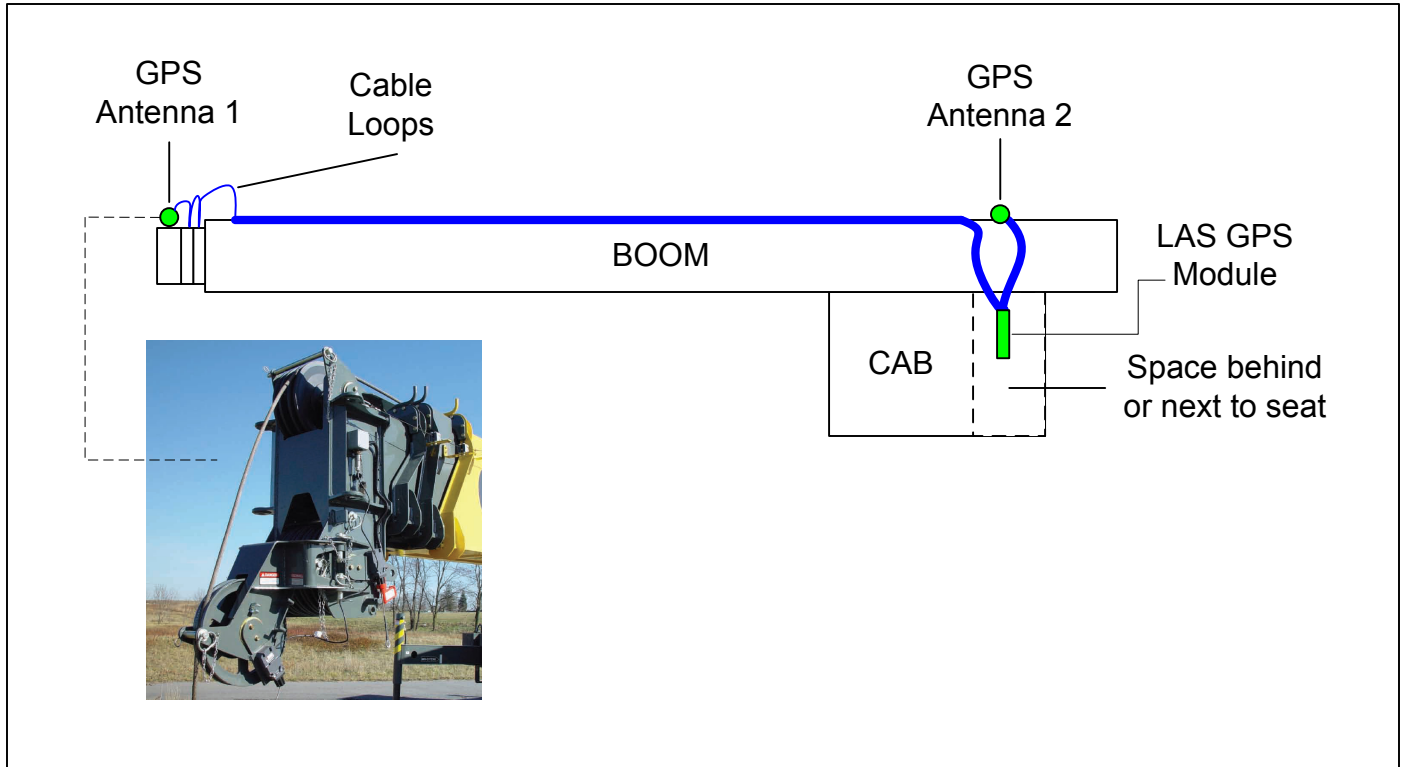 GPS
Antenna 1
Cable
Loops
GPS
Antenna 2
BOOM
LAS GPS
Module
CAB
Space behind
or next to seat